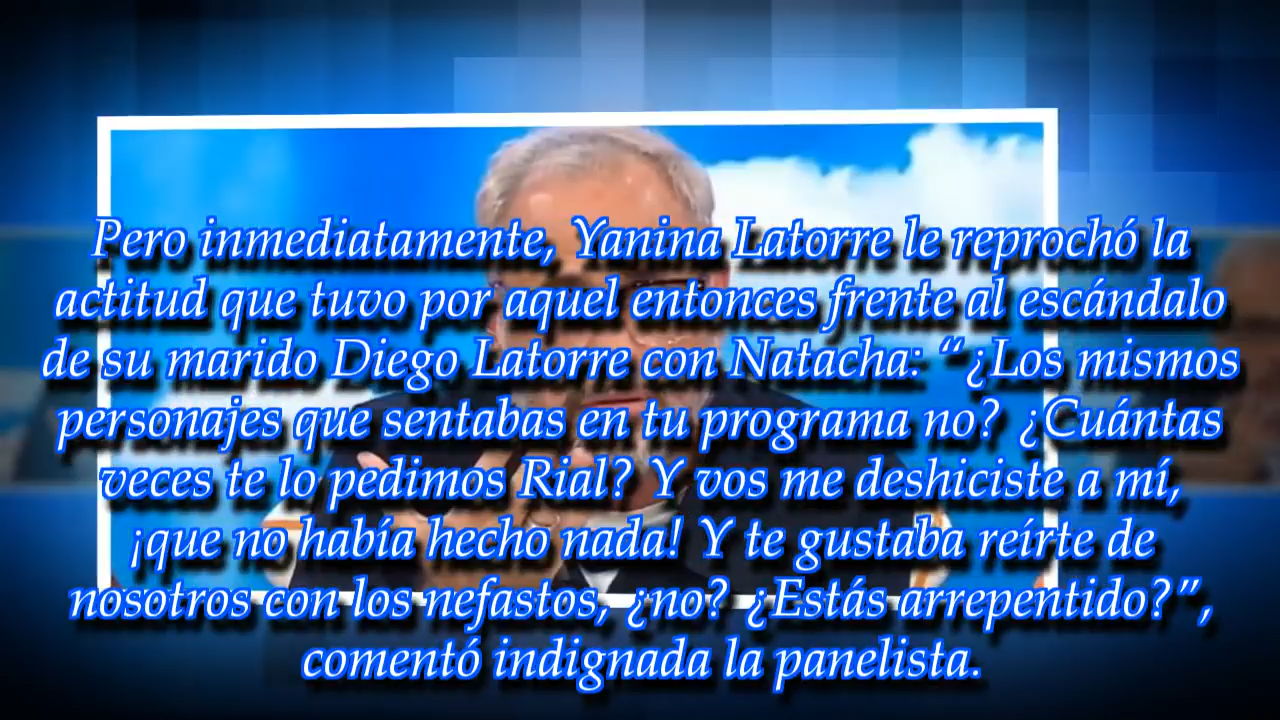 Pero inmediatamente, Yanina Latorre le reprochó la
actitud que tuvo por aquel entonces frente al escándalo
de su marido Diego Latorre con Natacha: “¿Los mismos
personajes que sentabas en tu programa no? ¿Cuántas
veces te lo pedimos Rial? Y vos me deshiciste a mí,
¡que no había hecho nada! Y te gustaba reírte de
nosotros con los nefastos, ¿no? ¿Estás arrepentido?”,
comentó indignada la panelista.